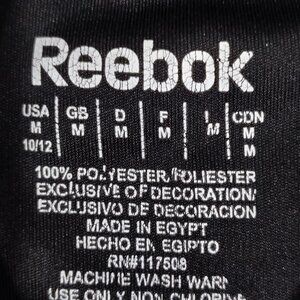 Reebok
USA | GB | D | F | I | CDN
M | M | M | M | M | M
10/12 | M
100% POLYESTER/POLIESTER
EXCLUSIVE OF DECORATION/
EXCLUSIVO DE DECORACIÓN
MADE IN EGYPT
HECHO EN EGIPTO
RN#117508
MACHINE WASH WARM
USE ONLY NON CHLORINE